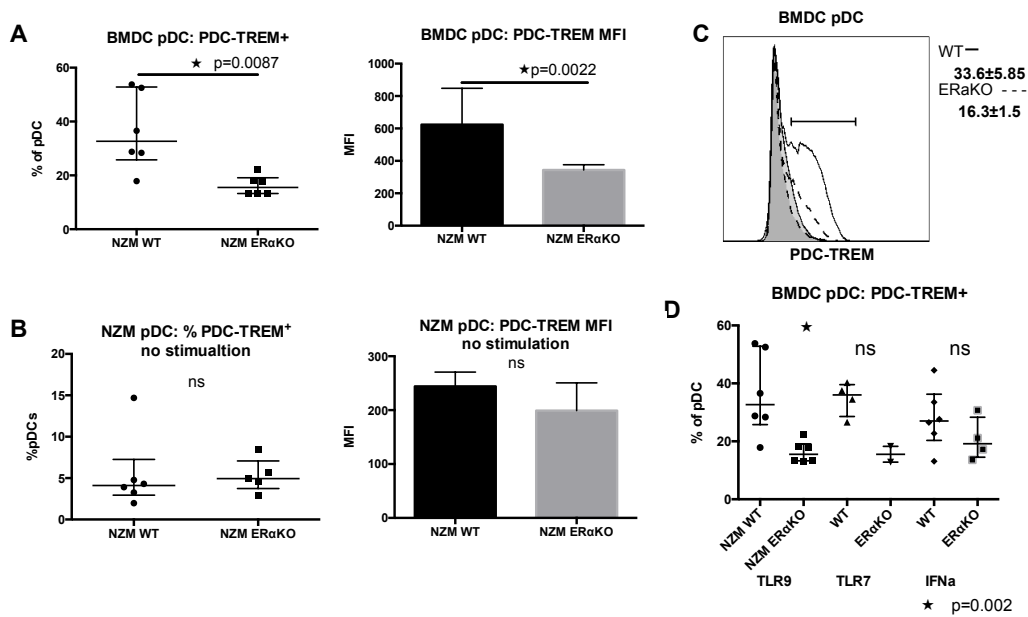 A
BMDC pDC: PDC-TREM+
★ p=0.0087
% of pDC
60
40
20
0
NZM WT
NZM ERαKO
BMDC pDC: PDC-TREM MFI
★p=0.0022
MFI
1000
800
600
400
200
0
NZM WT
NZM ERαKO
C
BMDC pDC
PDC-TREM
WT —
33.6±5.85
ERaKO - - -
16.3±1.5
B
NZM pDC: % PDC-TREM⁺
no stimualtion
ns
%pDCs
20
15
10
5
0
NZM WT
NZM ERαKO
NZM pDC: PDC-TREM MFI
no stimulation
ns
MFI
300
200
100
0
NZM WT
NZM ERαKO
D
BMDC pDC: PDC-TREM+
★
ns
ns
% of pDC
60
40
20
0
NZM WT
NZM ERαKO
WT
ERαKO
WT
ERαKO
TLR9
TLR7
IFNa
★ p=0.002